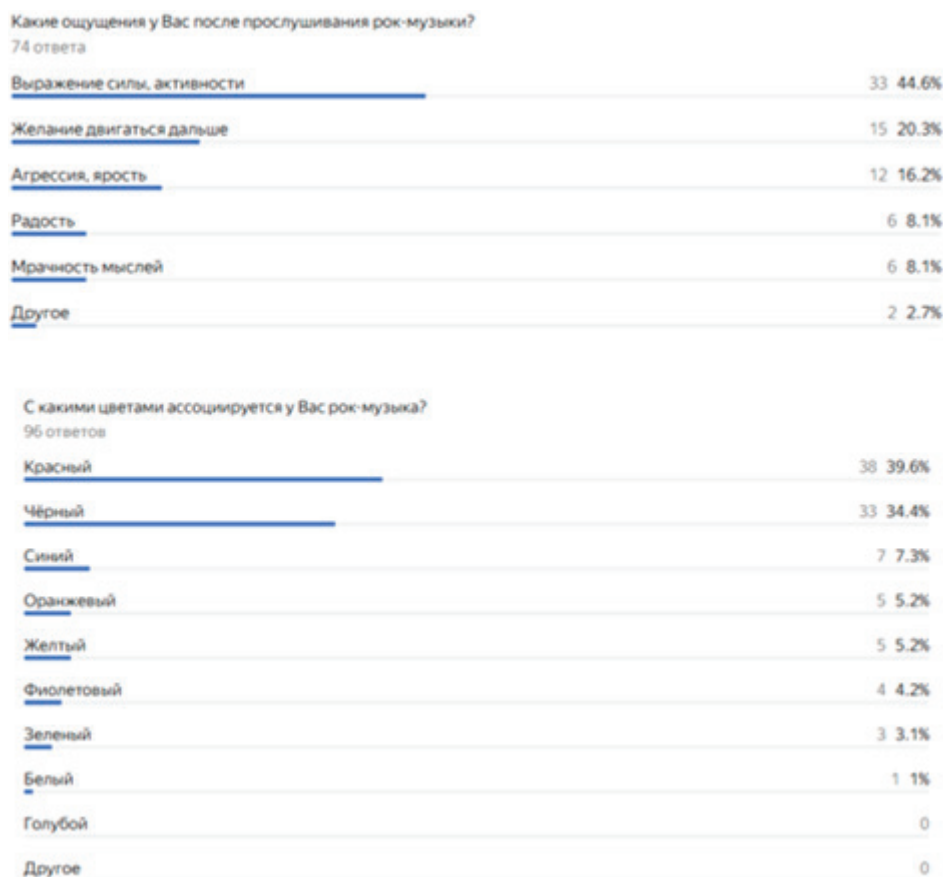 Какие ощущения у Вас после прослушивания рок-музыки?
74 ответа
Выражение силы, активности 33 44.6%
Желание двигаться дальше 15 20.3%
Агрессия, ярость 12 16.2%
Радость 6 8.1%
Мрачность мыслей 6 8.1%
Другое 2 2.7%
С какими цветами ассоциируется у Вас рок-музыка?
96 ответов
Красный 38 39.6%
Чёрный 33 34.4%
Синий 7 7.3%
Оранжевый 5 5.2%
Желтый 5 5.2%
Фиолетовый 4 4.2%
Зеленый 3 3.1%
Белый 1 1%
Голубой 0
Другое 0